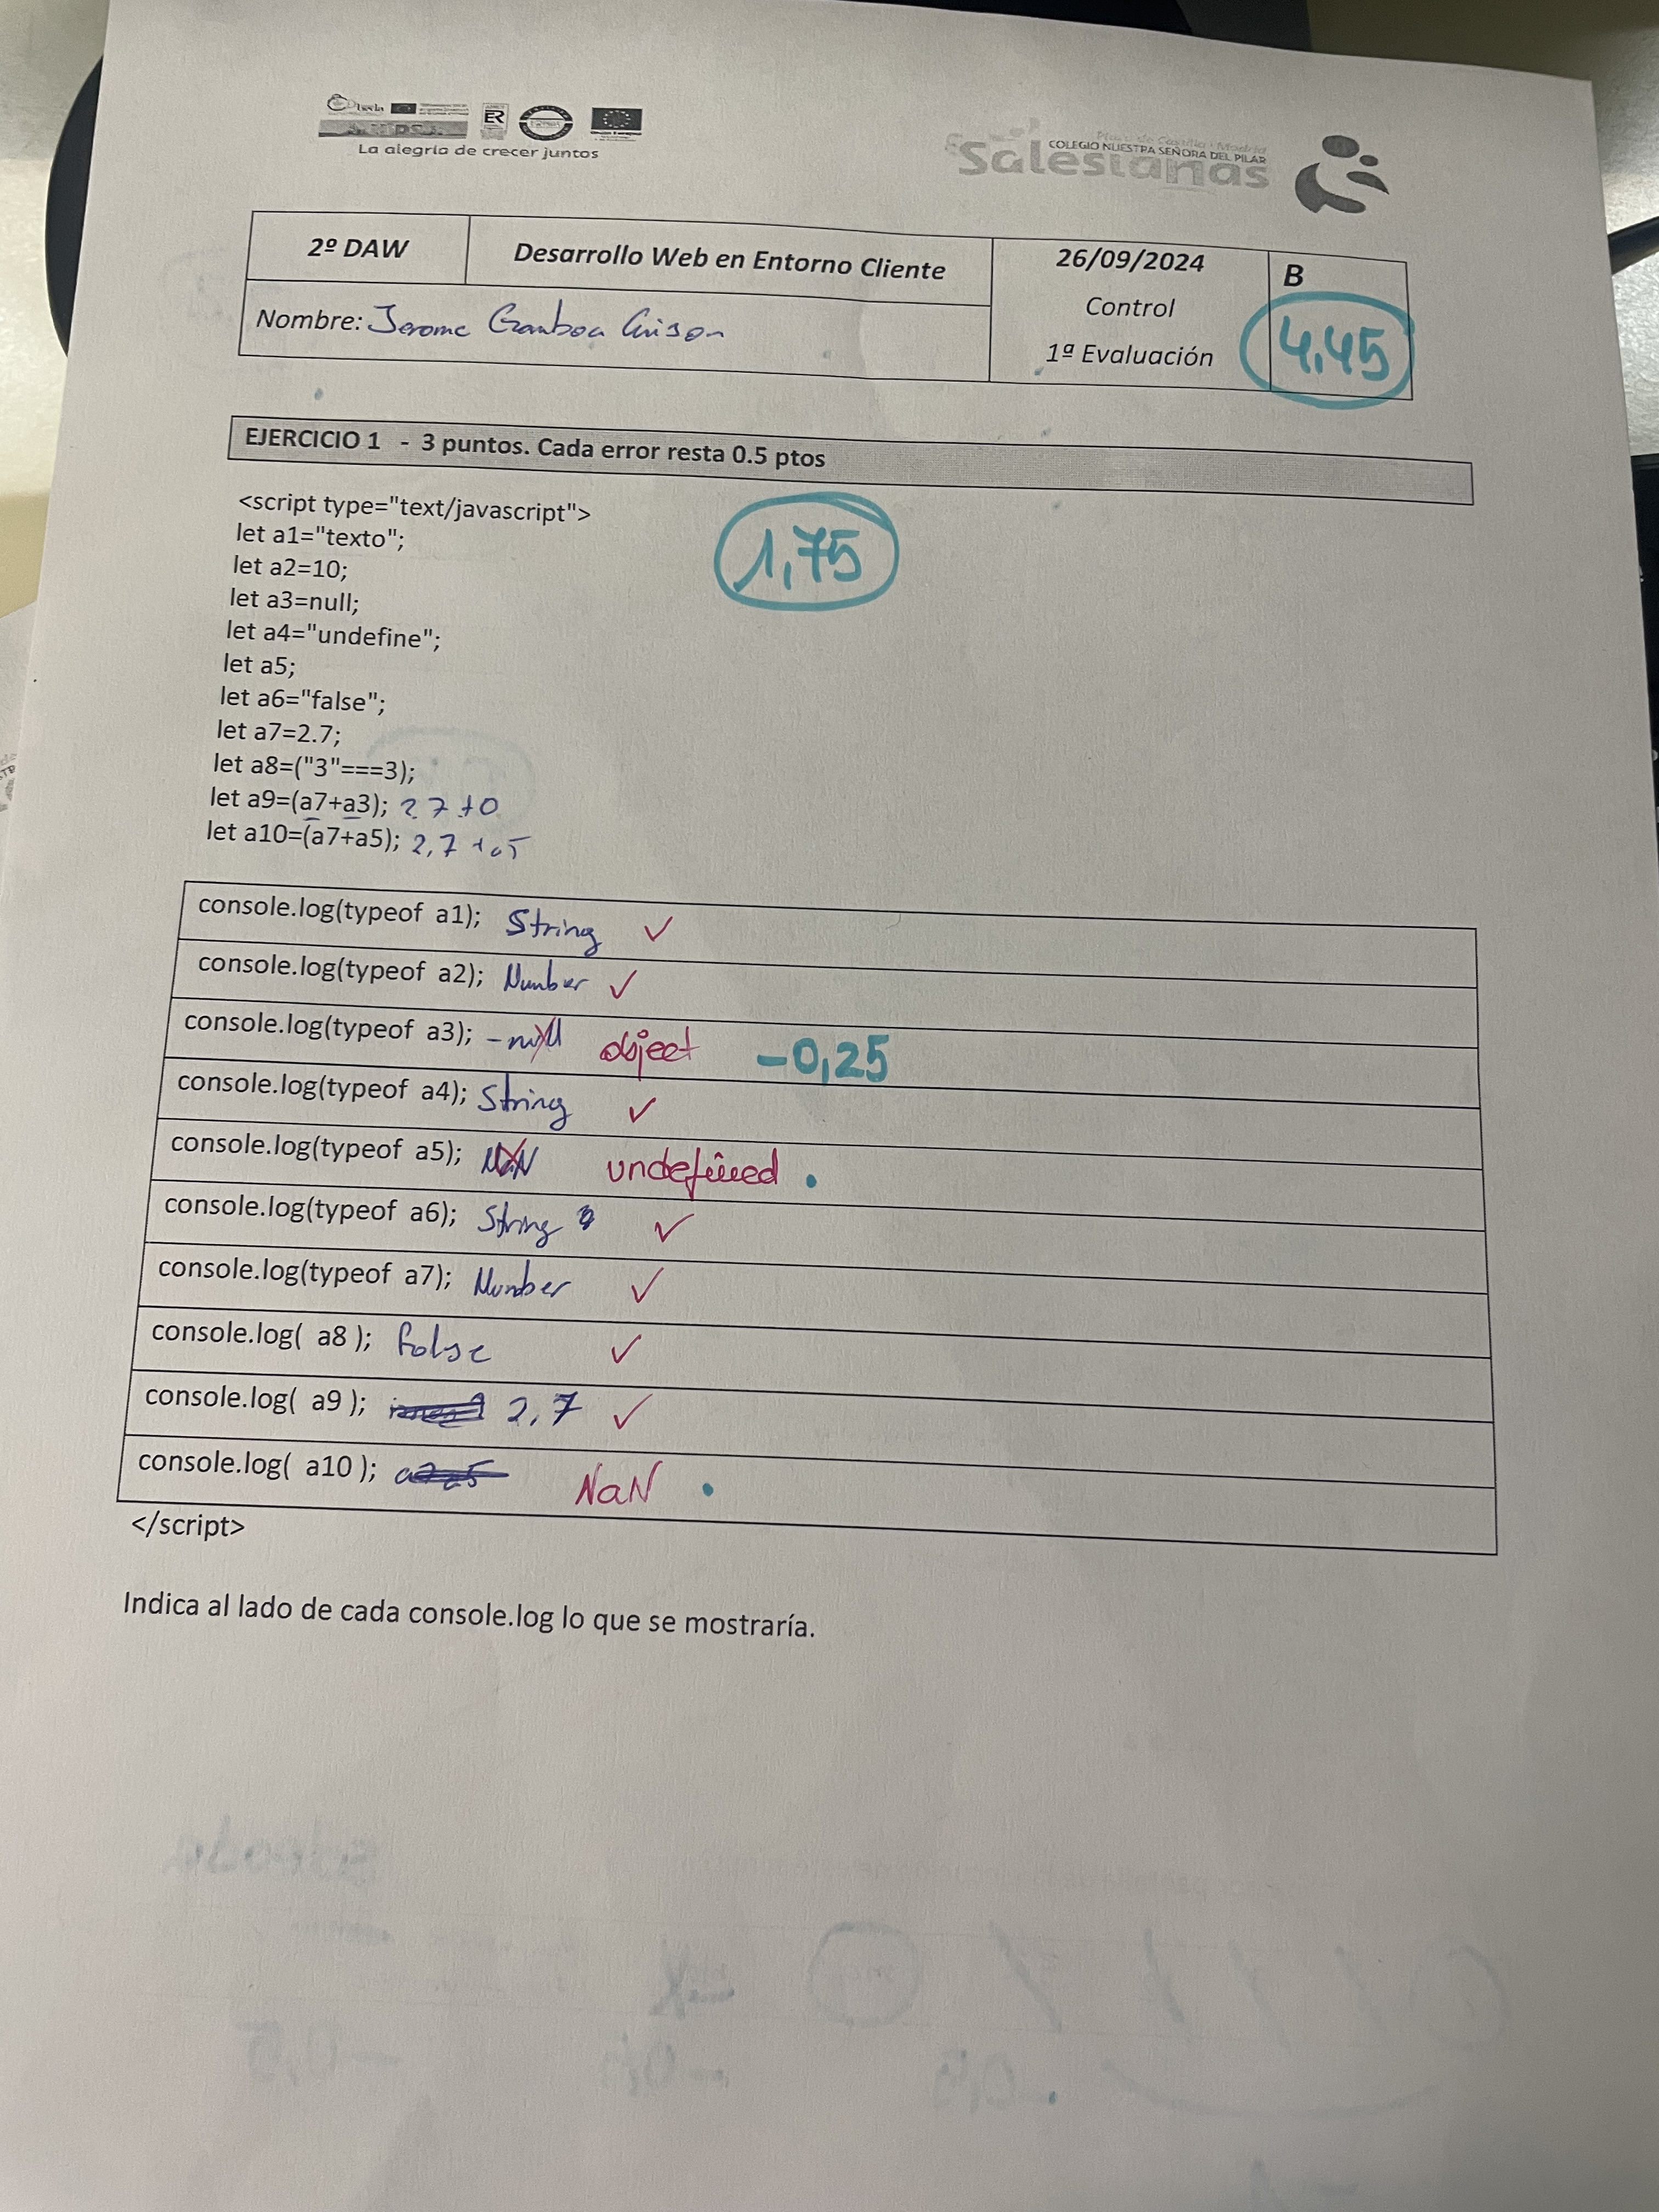 La alegría de crecer juntos
Plaza de Castilla - Madrid
COLEGIO NUESTRA SEÑORA DEL PILAR
Salesianas
2º DAW
Desarrollo Web en Entorno Cliente
26/09/2024
Control
1ª Evaluación
B
4,45
Nombre: Jerome Gamboa
EJERCICIO 1 - 3 puntos. Cada error resta 0.5 ptos
1,75
<script type="text/javascript">
let a1="texto";
let a2=10;
let a3=null;
let a4="undefine";
let a5;
let a6="false";
let a7=2.7;
let a8=("3"===3);
let a9=(a7+a3); 2 7 +0
let a10=(a7+a5); 2,7 +
console.log(typeof a1); String ✓
console.log(typeof a2); Number ✓
console.log(typeof a3); -null object -0,25
console.log(typeof a4); String ✓
console.log(typeof a5); NaN undefined .
console.log(typeof a6); String ✓
console.log(typeof a7); Number ✓
console.log( a8 ); False ✓
console.log( a9 ); 2,7 ✓
console.log( a10 ); NaN .
</script>
Indica al lado de cada console.log lo que se mostraría.